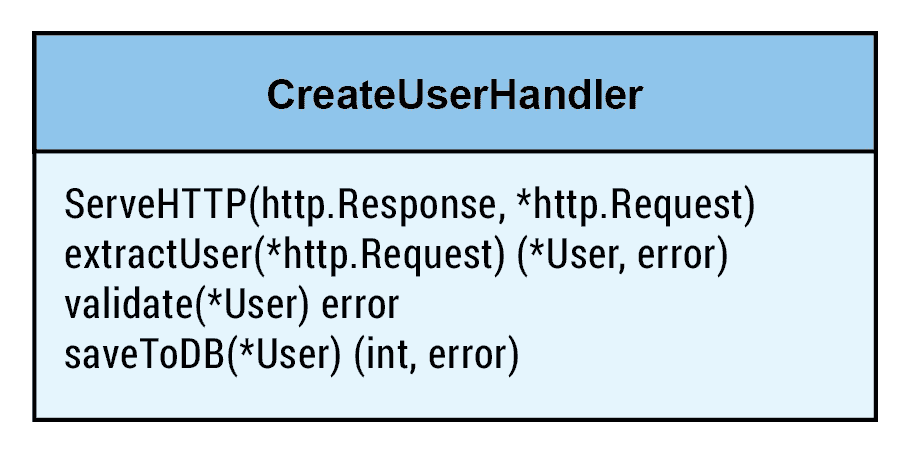 CreateUserHandler
ServeHTTP(http.Response, *http.Request)
extractUser(*http.Request) (*User, error)
validate(*User) error
saveToDB(*User) (int, error)